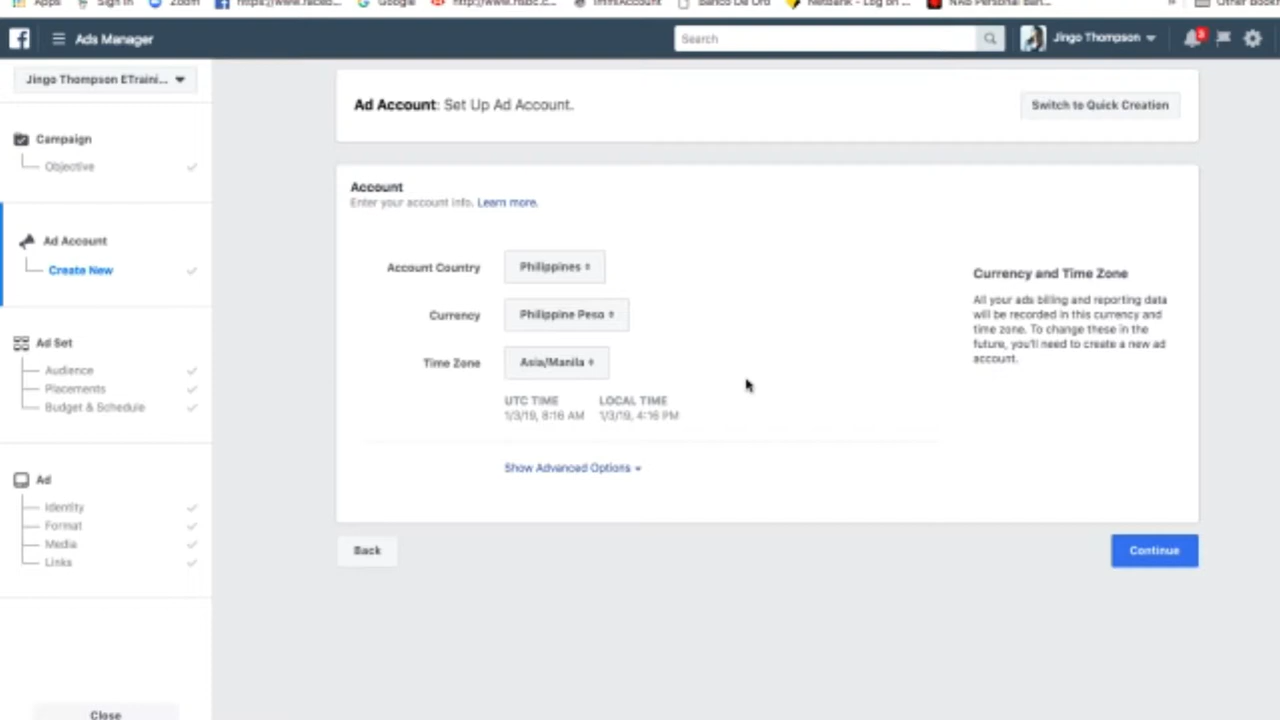 Apps Sign in Zoom Google Banco De Oro
Ads Manager
Search
Jingo Thompson
Jingo Thompson ETraini...
Campaign
Objective
Ad Account
Create New
Ad Set
Audience
Placements
Budget & Schedule
Ad
Identity
Format
Media
Links
Close
Ad Account: Set Up Ad Account.
Switch to Quick Creation
Account
Enter your account info. Learn more.
Account Country Philippines
Currency Philippine Peso
Time Zone Asia/Manila
UTC TIME LOCAL TIME
1/3/19, 8:16 AM 1/3/19, 4:16 PM
Show Advanced Options
Currency and Time Zone
All your ads billing and reporting data
will be recorded in this currency and
time zone. To change these in the
future, you'll need to create a new ad
account.
Back
Continue